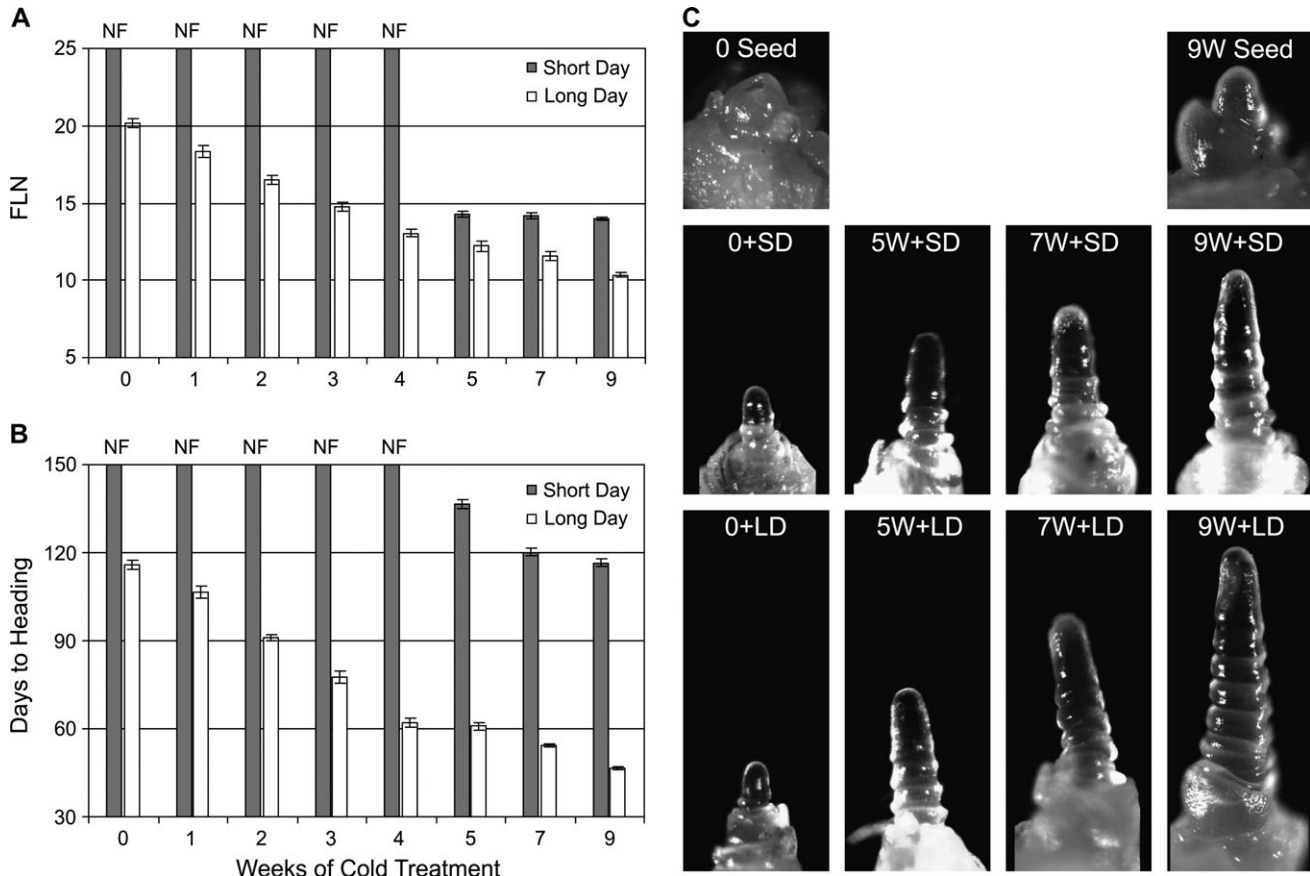 A
NF NF NF NF NF
25
20
15
10
5
FLN
Short Day
Long Day
0 1 2 3 4 5 7 9
B
NF NF NF NF NF
150
120
90
60
30
Days to Heading
Short Day
Long Day
0 1 2 3 4 5 7 9
Weeks of Cold Treatment
C
0 Seed 9W Seed
0+SD 5W+SD 7W+SD 9W+SD
0+LD 5W+LD 7W+LD 9W+LD